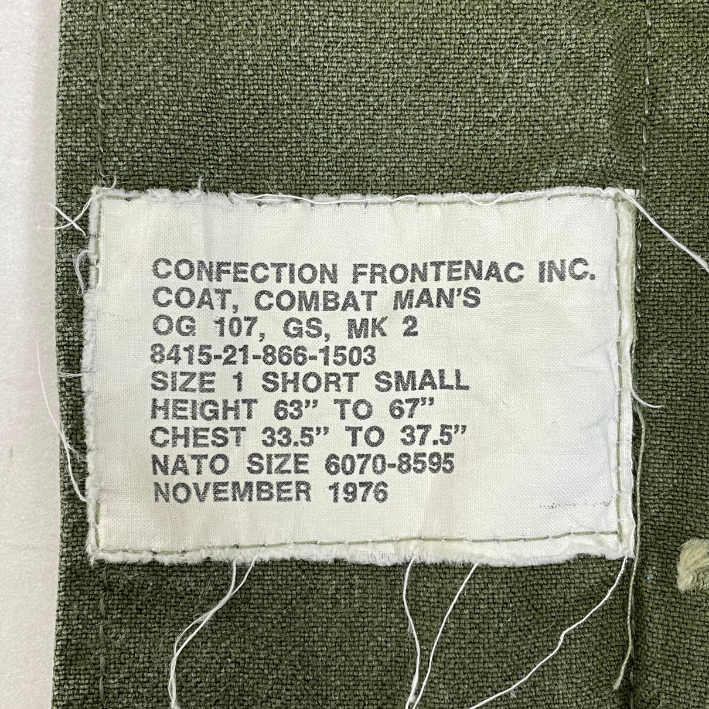 CONFECTION FRONTENAC INC.
COAT, COMBAT MAN'S
OG 107, GS, MK 2
8415-21-866-1503
SIZE 1 SHORT SMALL
HEIGHT 63” TO 67”
CHEST 33.5” TO 37.5”
NATO SIZE 6070-8595
NOVEMBER 1976